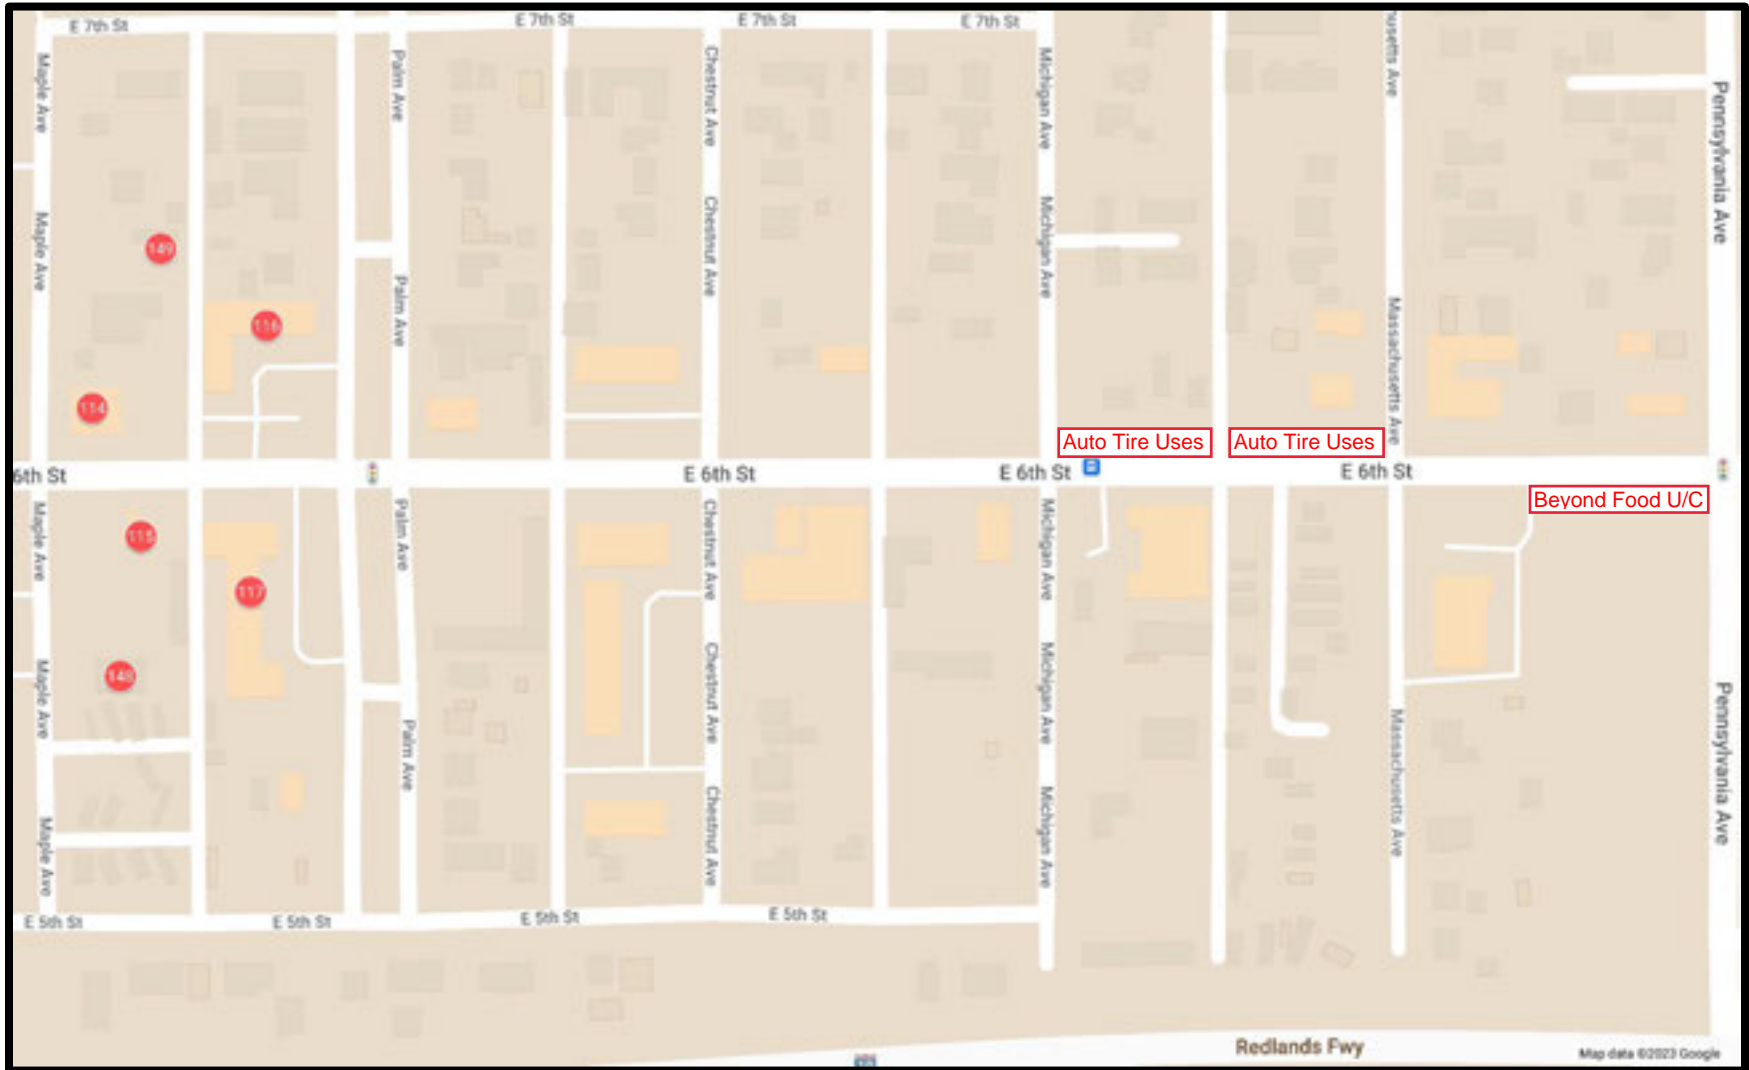 E 7th St
E 7th St
E 7th St
E 7th St
Maple Ave
Palm Ave
Chestnut Ave
Michigan Ave
usetts Ave
Pennsylvania Ave
Maple Ave
Chestnut Ave
Michigan Ave
149
Palm Ave
116
Massachusetts Ave
114
Auto Tire Uses
Auto Tire Uses
6th St
E 6th St
E 6th St
E 6th St
Beyond Food U/C
Maple Ave
115
Palm Ave
Chestnut Ave
Michigan Ave
117
148
Maple Ave
Palm Ave
Chestnut Ave
Michigan Ave
Massachusetts Ave
Pennsylvania Ave
Maple Ave
Chestnut Ave
Michigan Ave
E 5th St
E 5th St
E 5th St
E 5th St
Redlands Fwy
Map data ©2023 Google